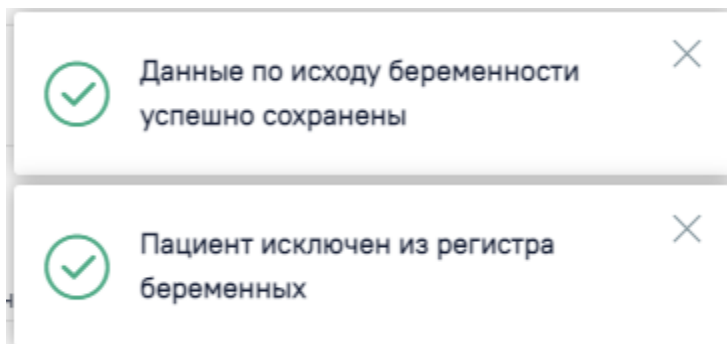 Данные по исходу беременности
успешно сохранены
Пациент исключен из регистра
беременных